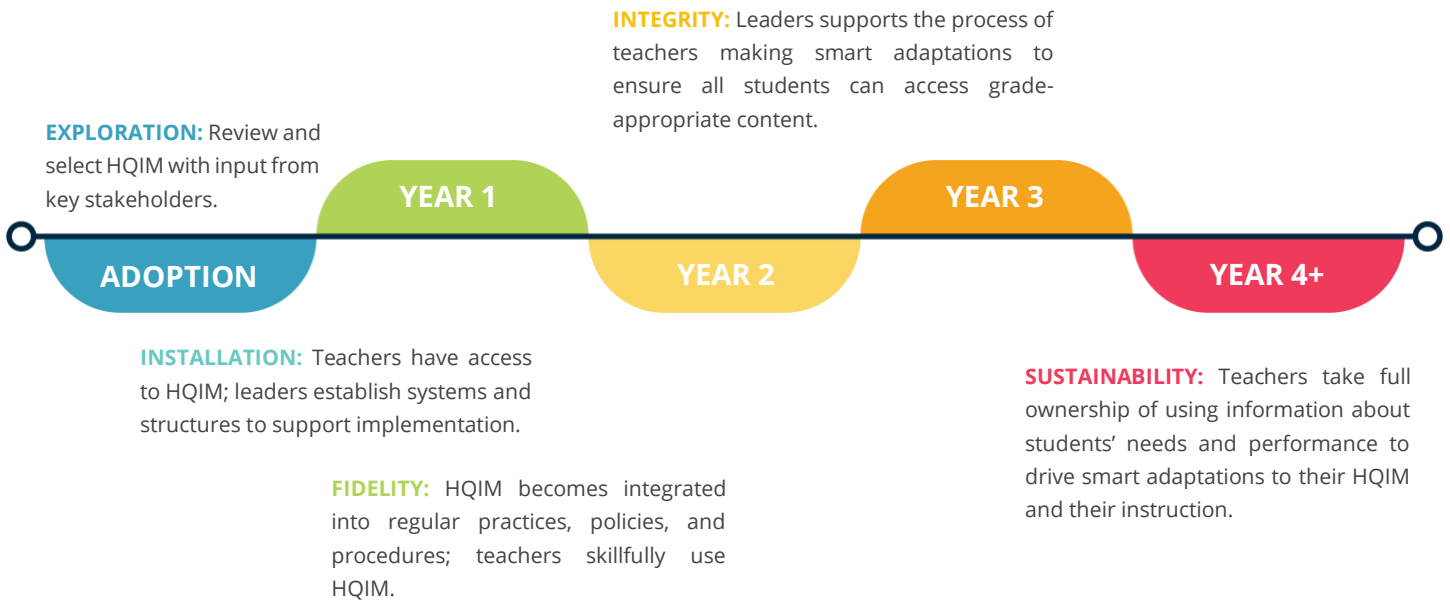 INTEGRITY: Leaders supports the process of
teachers making smart adaptations to
ensure all students can access grade-
appropriate content.
EXPLORATION: Review and
select HQIM with input from
key stakeholders.
YEAR 1
YEAR 3
ADOPTION
YEAR 2
YEAR 4+
INSTALLATION: Teachers have access
to HQIM; leaders establish systems and
structures to support implementation.
SUSTAINABILITY: Teachers take full
ownership of using information about
students’ needs and performance to
drive smart adaptations to their HQIM
and their instruction.
FIDELITY: HQIM becomes integrated
into regular practices, policies, and
procedures; teachers skillfully use
HQIM.